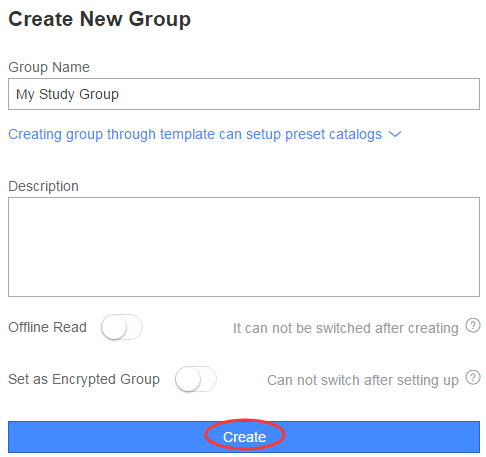 Create New Group
Group Name
My Study Group
Creating group through template can setup preset catalogs
Description
Offline Read It can not be switched after creating ?
Set as Encrypted Group Can not switch after setting up ?
Create